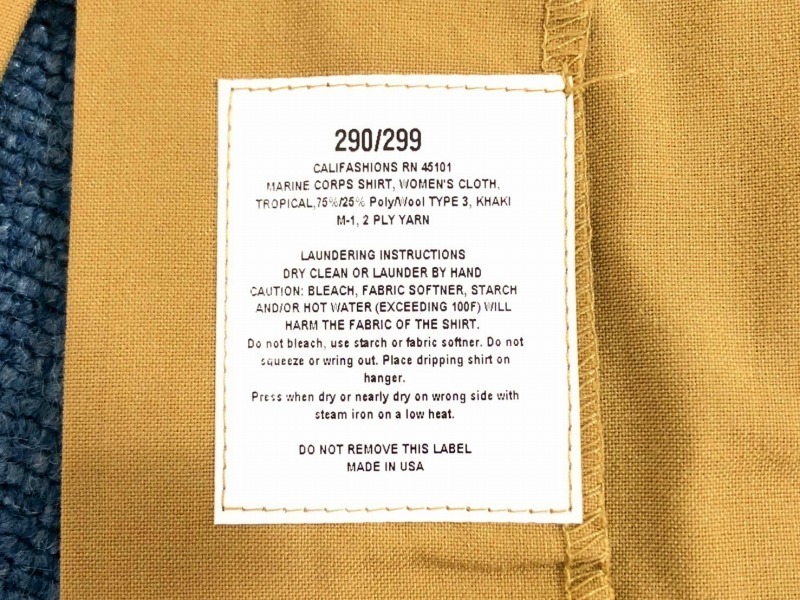 290/299
CALIFASHIONS RN 45101
MARINE CORPS SHIRT, WOMEN'S CLOTH,
TROPICAL,75%/25% Poly/Wool TYPE 3, KHAKI
M-1, 2 PLY YARN
LAUNDERING INSTRUCTIONS
DRY CLEAN OR LAUNDER BY HAND
CAUTION: BLEACH, FABRIC SOFTNER, STARCH
AND/OR HOT WATER (EXCEEDING 100F) WILL
HARM THE FABRIC OF THE SHIRT.
Do not bleach, use starch or fabric softner. Do not
squeeze or wring out. Place dripping shirt on
hanger.
Press when dry or nearly dry on wrong side with
steam iron on a low heat.
DO NOT REMOVE THIS LABEL
MADE IN USA